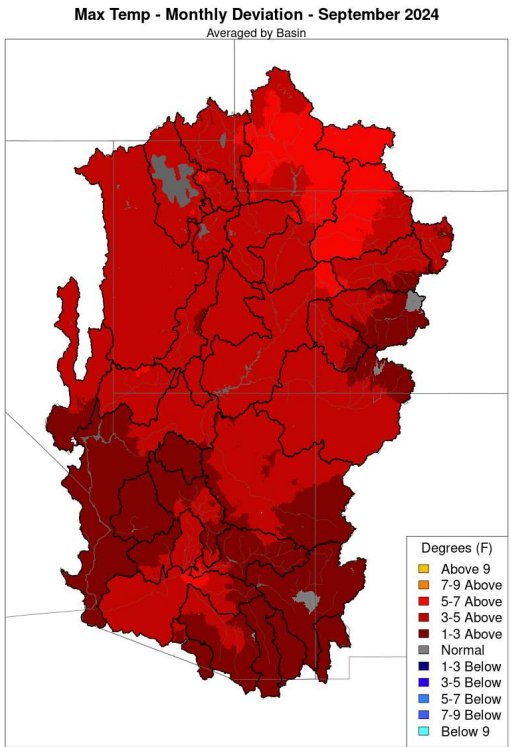 Max Temp - Monthly Deviation - September 2024
Averaged by Basin
Degrees (F)
Above 9
7-9 Above
5-7 Above
3-5 Above
1-3 Above
Normal
1-3 Below
3-5 Below
5-7 Below
7-9 Below
Below 9